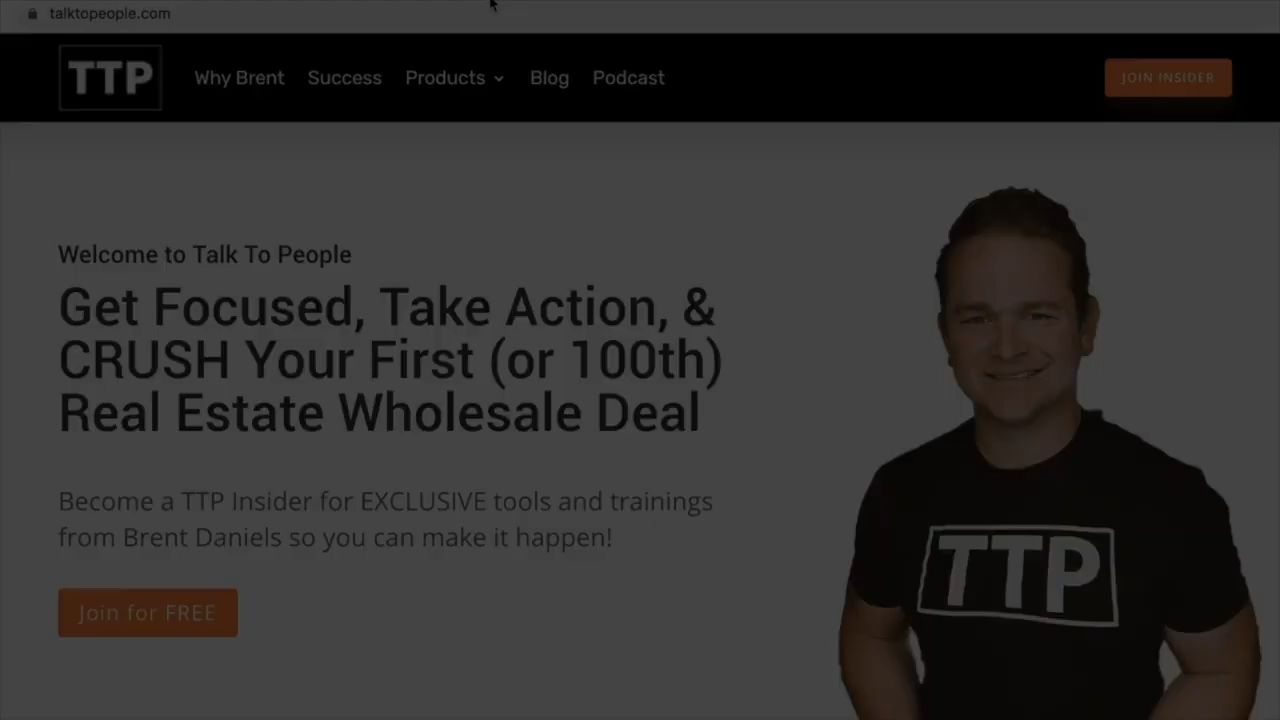 talktopeople.com
TTP
Why Brent
Success
Products
Blog
Podcast
JOIN INSIDER
Welcome to Talk To People
Get Focused, Take Action, &
CRUSH Your First (or 100th)
Real Estate Wholesale Deal
Become a TTP Insider for EXCLUSIVE tools and trainings
from Brent Daniels so you can make it happen!
Join for FREE
TTP